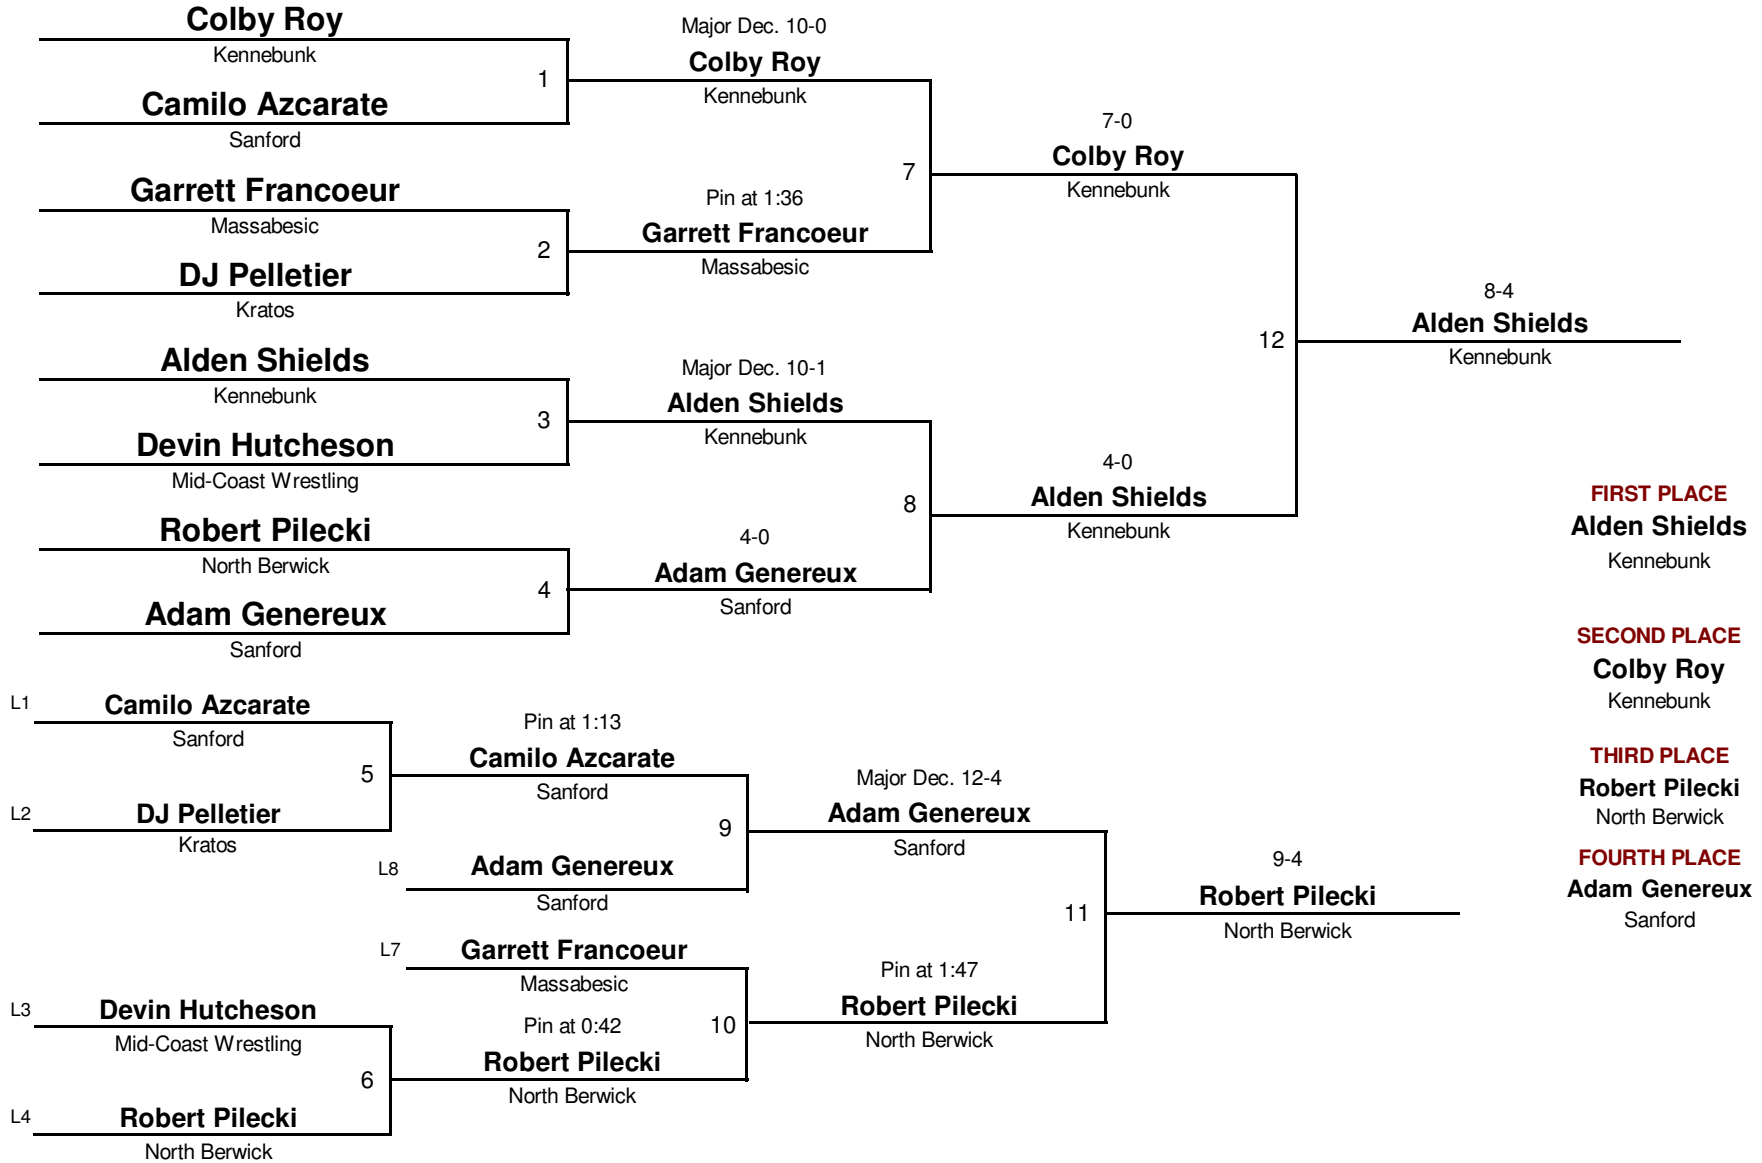 Colby Roy
Kennebunk
1
Camilo Azcarate
Sanford
Major Dec. 10-0
Colby Roy
Kennebunk
Garrett Francoeur
Massabesic
2
DJ Pelletier
Kratos
Pin at 1:36
Garrett Francoeur
Massabesic
7
7-0
Colby Roy
Kennebunk
Alden Shields
Kennebunk
3
Devin Hutcheson
Mid-Coast Wrestling
Major Dec. 10-1
Alden Shields
Kennebunk
Robert Pilecki
North Berwick
4
Adam Genereux
Sanford
4-0
Adam Genereux
Sanford
8
4-0
Alden Shields
Kennebunk
12
8-4
Alden Shields
Kennebunk
FIRST PLACE
Alden Shields
Kennebunk
SECOND PLACE
Colby Roy
Kennebunk
THIRD PLACE
Robert Pilecki
North Berwick
FOURTH PLACE
Adam Genereux
Sanford
L1
Camilo Azcarate
Sanford
5
L2
DJ Pelletier
Kratos
Pin at 1:13
Camilo Azcarate
Sanford
9
L8
Adam Genereux
Sanford
Major Dec. 12-4
Adam Genereux
Sanford
L7
Garrett Francoeur
Massabesic
L3
Devin Hutcheson
Mid-Coast Wrestling
6
L4
Robert Pilecki
North Berwick
Pin at 0:42
Robert Pilecki
North Berwick
10
Pin at 1:47
Robert Pilecki
North Berwick
11
9-4
Robert Pilecki
North Berwick